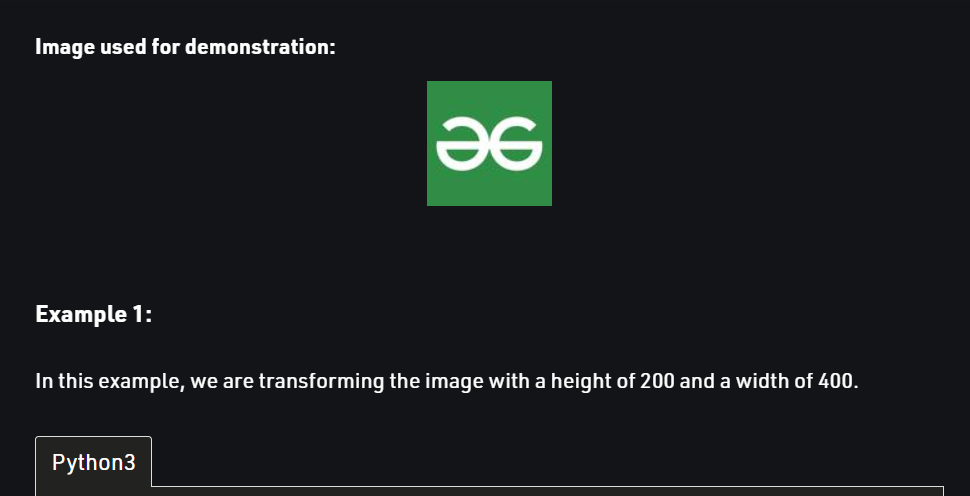 Image used for demonstration:
Example 1:
In this example, we are transforming the image with a height of 200 and a width of 400.
Python3